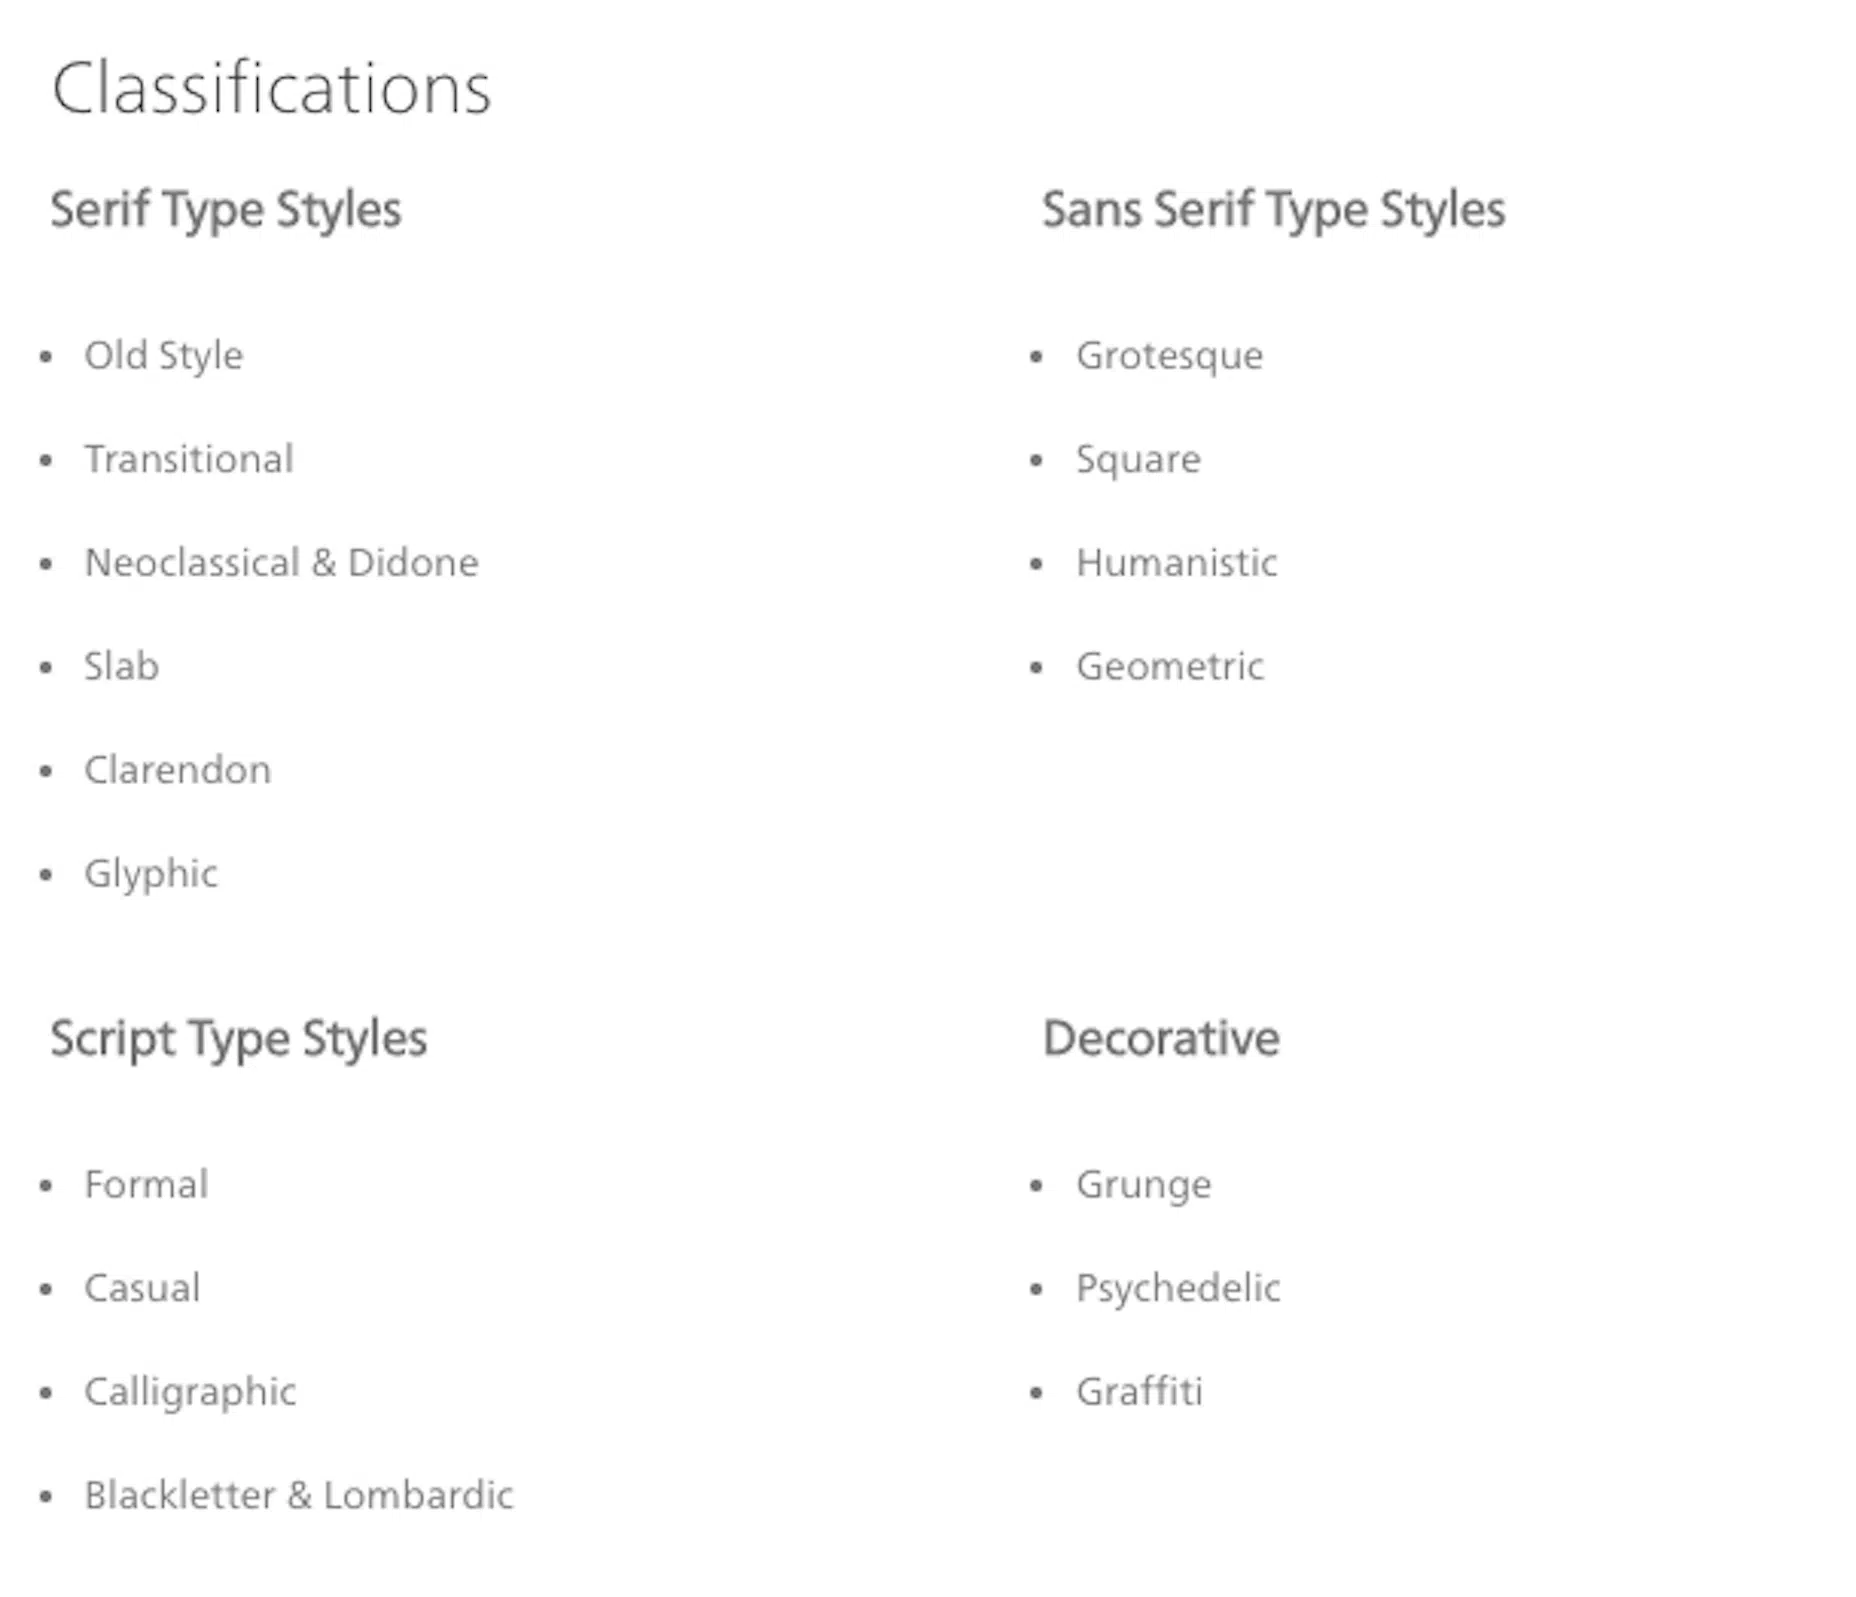 Classifications
Serif Type Styles
• Old Style
• Transitional
• Neoclassical & Didone
• Slab
• Clarendon
• Glyphic
Sans Serif Type Styles
• Grotesque
• Square
• Humanistic
• Geometric
Script Type Styles
• Formal
• Casual
• Calligraphic
• Blackletter & Lombardic
Decorative
• Grunge
• Psychedelic
• Graffiti